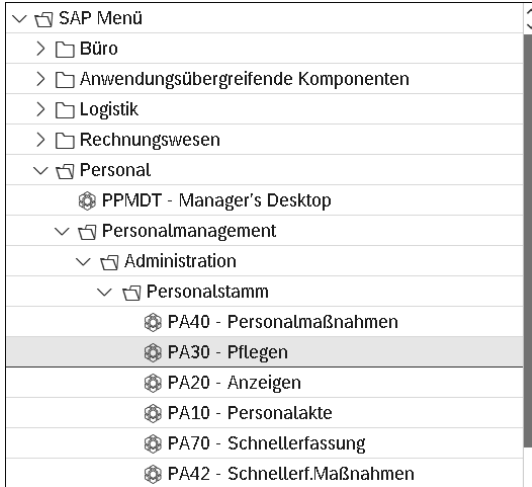 SAP Menü
Büro
Anwendungsübergreifende Komponenten
Logistik
Rechnungswesen
Personal
PPMDT - Manager's Desktop
Personalmanagement
Administration
Personalstamm
PA40 - Personalmaßnahmen
PA30 - Pflegen
PA20 - Anzeigen
PA10 - Personalakte
PA70 - Schnellerfassung
PA42 - Schnellerf.Maßnahmen